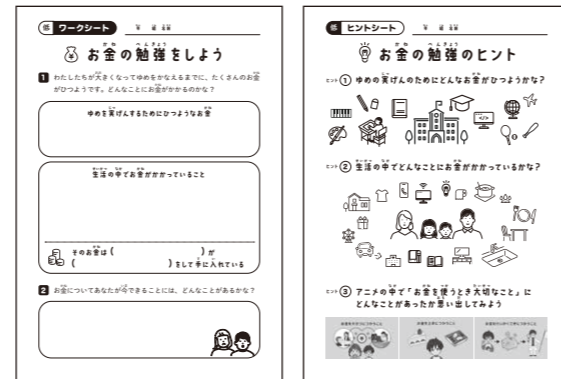 低 ワークシート
年 組 名前
お金の勉強をしよう
1 わたしたちが大きくなってゆめをかなえるまでに、たくさんのお金
がひつようです。どんなことにお金がかかるのかな？
ゆめを実げんするためにひつようなお金
生活の中でお金がかかっていること
そのお金は（ ）が
（ ）をして手に入れている
2 お金についてあなたが今できることには、どんなことがあるかな？
低 ヒントシート
年 組 名前
お金の勉強のヒント
ヒント① ゆめの実げんのためにどんなお金がひつようかな？
ヒント② 生活の中でどんなことにお金がかかっているかな？
ヒント③ アニメの中で「お金を使うとき大切なこと」に
どんなことがあったか思い出してみよう